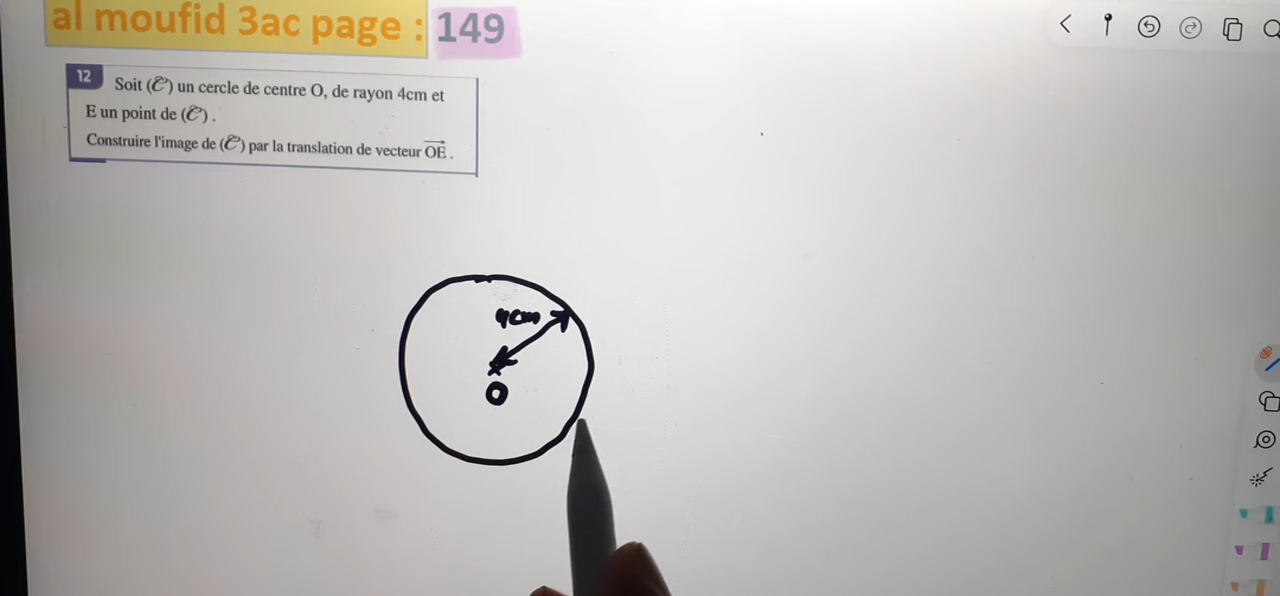 al moufid 3ac page : 149
12 Soit (𝒞) un cercle de centre O, de rayon 4cm et
E un point de (𝒞) .
Construire l'image de (𝒞) par la translation de vecteur OE .
4cm
O